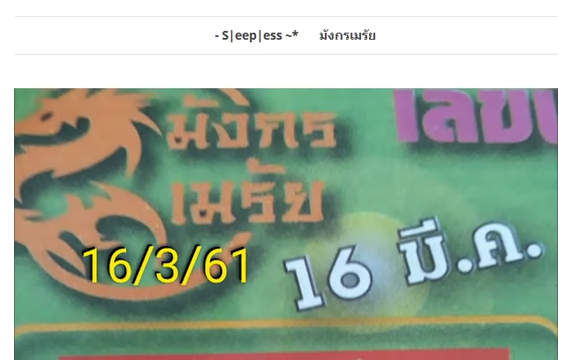 - S|eep|ess ~* มังกรเมรัย
มังกร
เมรัย
16/3/61
16 มี.ค.